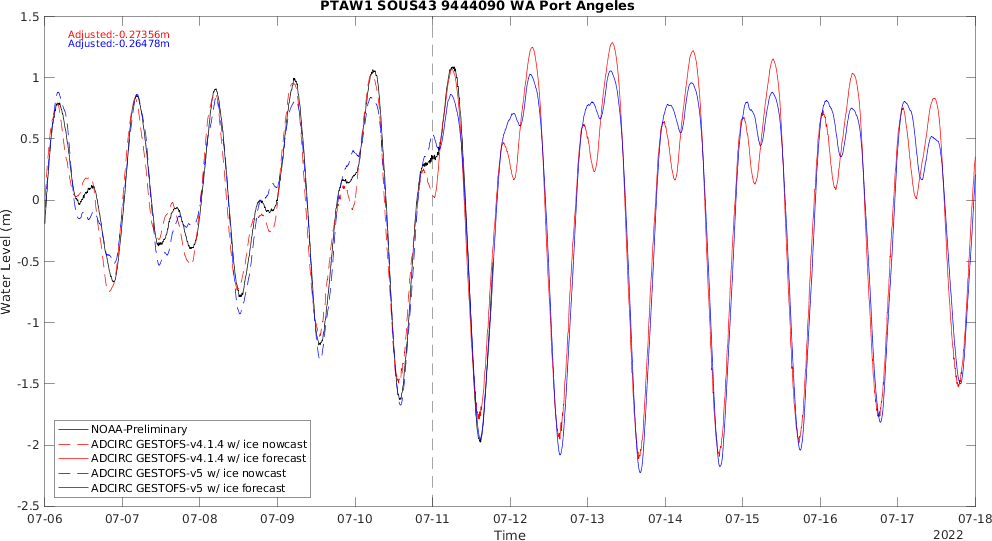 PTAW1 SOUS43 9444090 WA Port Angeles
Adjusted:-0.27356m
Adjusted:-0.26478m
1.5
1
0.5
0
-0.5
-1
-1.5
-2
-2.5
Water Level (m)
NOAA-Preliminary
ADCIRC GESTOFS-v4.1.4 w/ ice nowcast
ADCIRC GESTOFS-v4.1.4 w/ ice forecast
ADCIRC GESTOFS-v5 w/ ice nowcast
ADCIRC GESTOFS-v5 w/ ice forecast
07-06 07-07 07-08 07-09 07-10 07-11 07-12 07-13 07-14 07-15 07-16 07-17 07-18
Time
2022